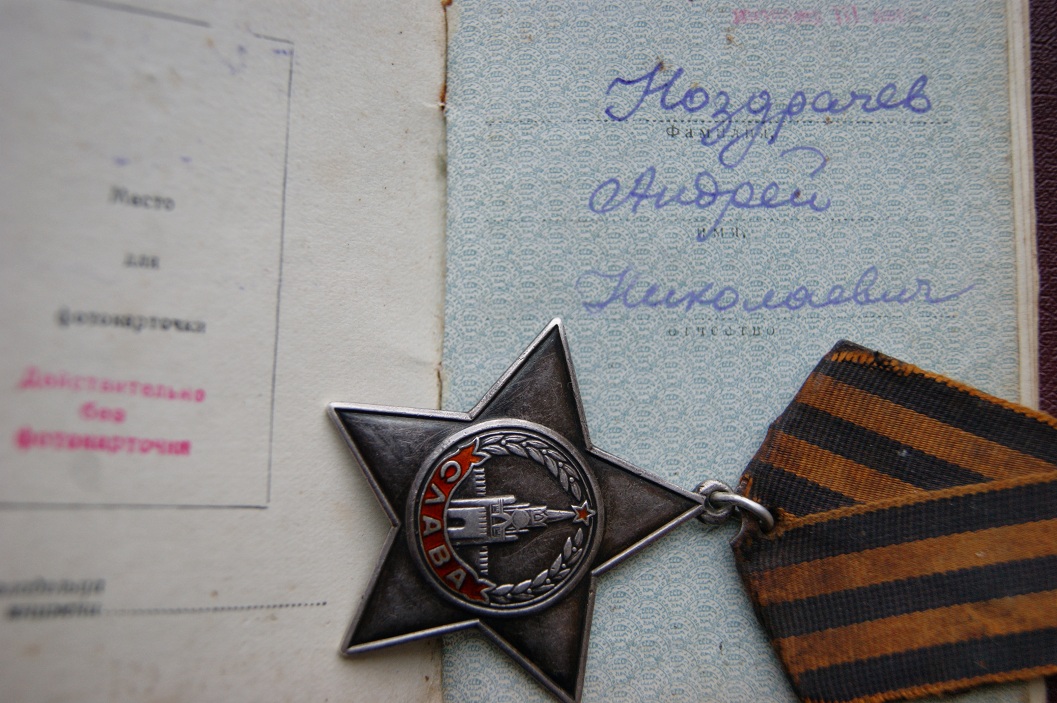 Место
для
фотокарточки
Действительно
без
фотокарточки
Ноздрачев
Фамилия,
Андрей
имя,
Николаевич
отчество
СЛАВА